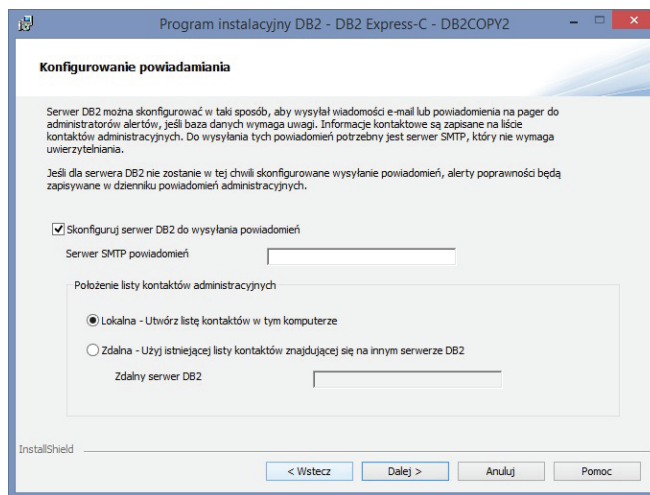 Program instalacyjny DB2 - DB2 Express-C - DB2COPY2
Konfigurowanie powiadamiania
Serwer DB2 można skonfigurować w taki sposób, aby wysyłał wiadomości e-mail lub powiadomienia na pager do
administratorów alertów, jeśli baza danych wymaga uwagi. Informacje kontaktowe są zapisane na liście
kontaktów administracyjnych. Do wysyłania tych powiadomień potrzebny jest serwer SMTP, który nie wymaga
uwierzytelniania.
Jeśli dla serwera DB2 nie zostanie w tej chwili skonfigurowane wysyłanie powiadomień, alerty poprawności będą
zapisywane w dzienniku powiadomień administracyjnych.
Skonfiguruj serwer DB2 do wysyłania powiadomień
Serwer SMTP powiadomień
Położenie listy kontaktów administracyjnych
Lokalna - Utwórz listę kontaktów w tym komputerze
Zdalna - Użyj istniejącej listy kontaktów znajdującej się na innym serwerze DB2
Zdalny serwer DB2
InstallShield
< Wstecz Dalej > Anuluj Pomoc